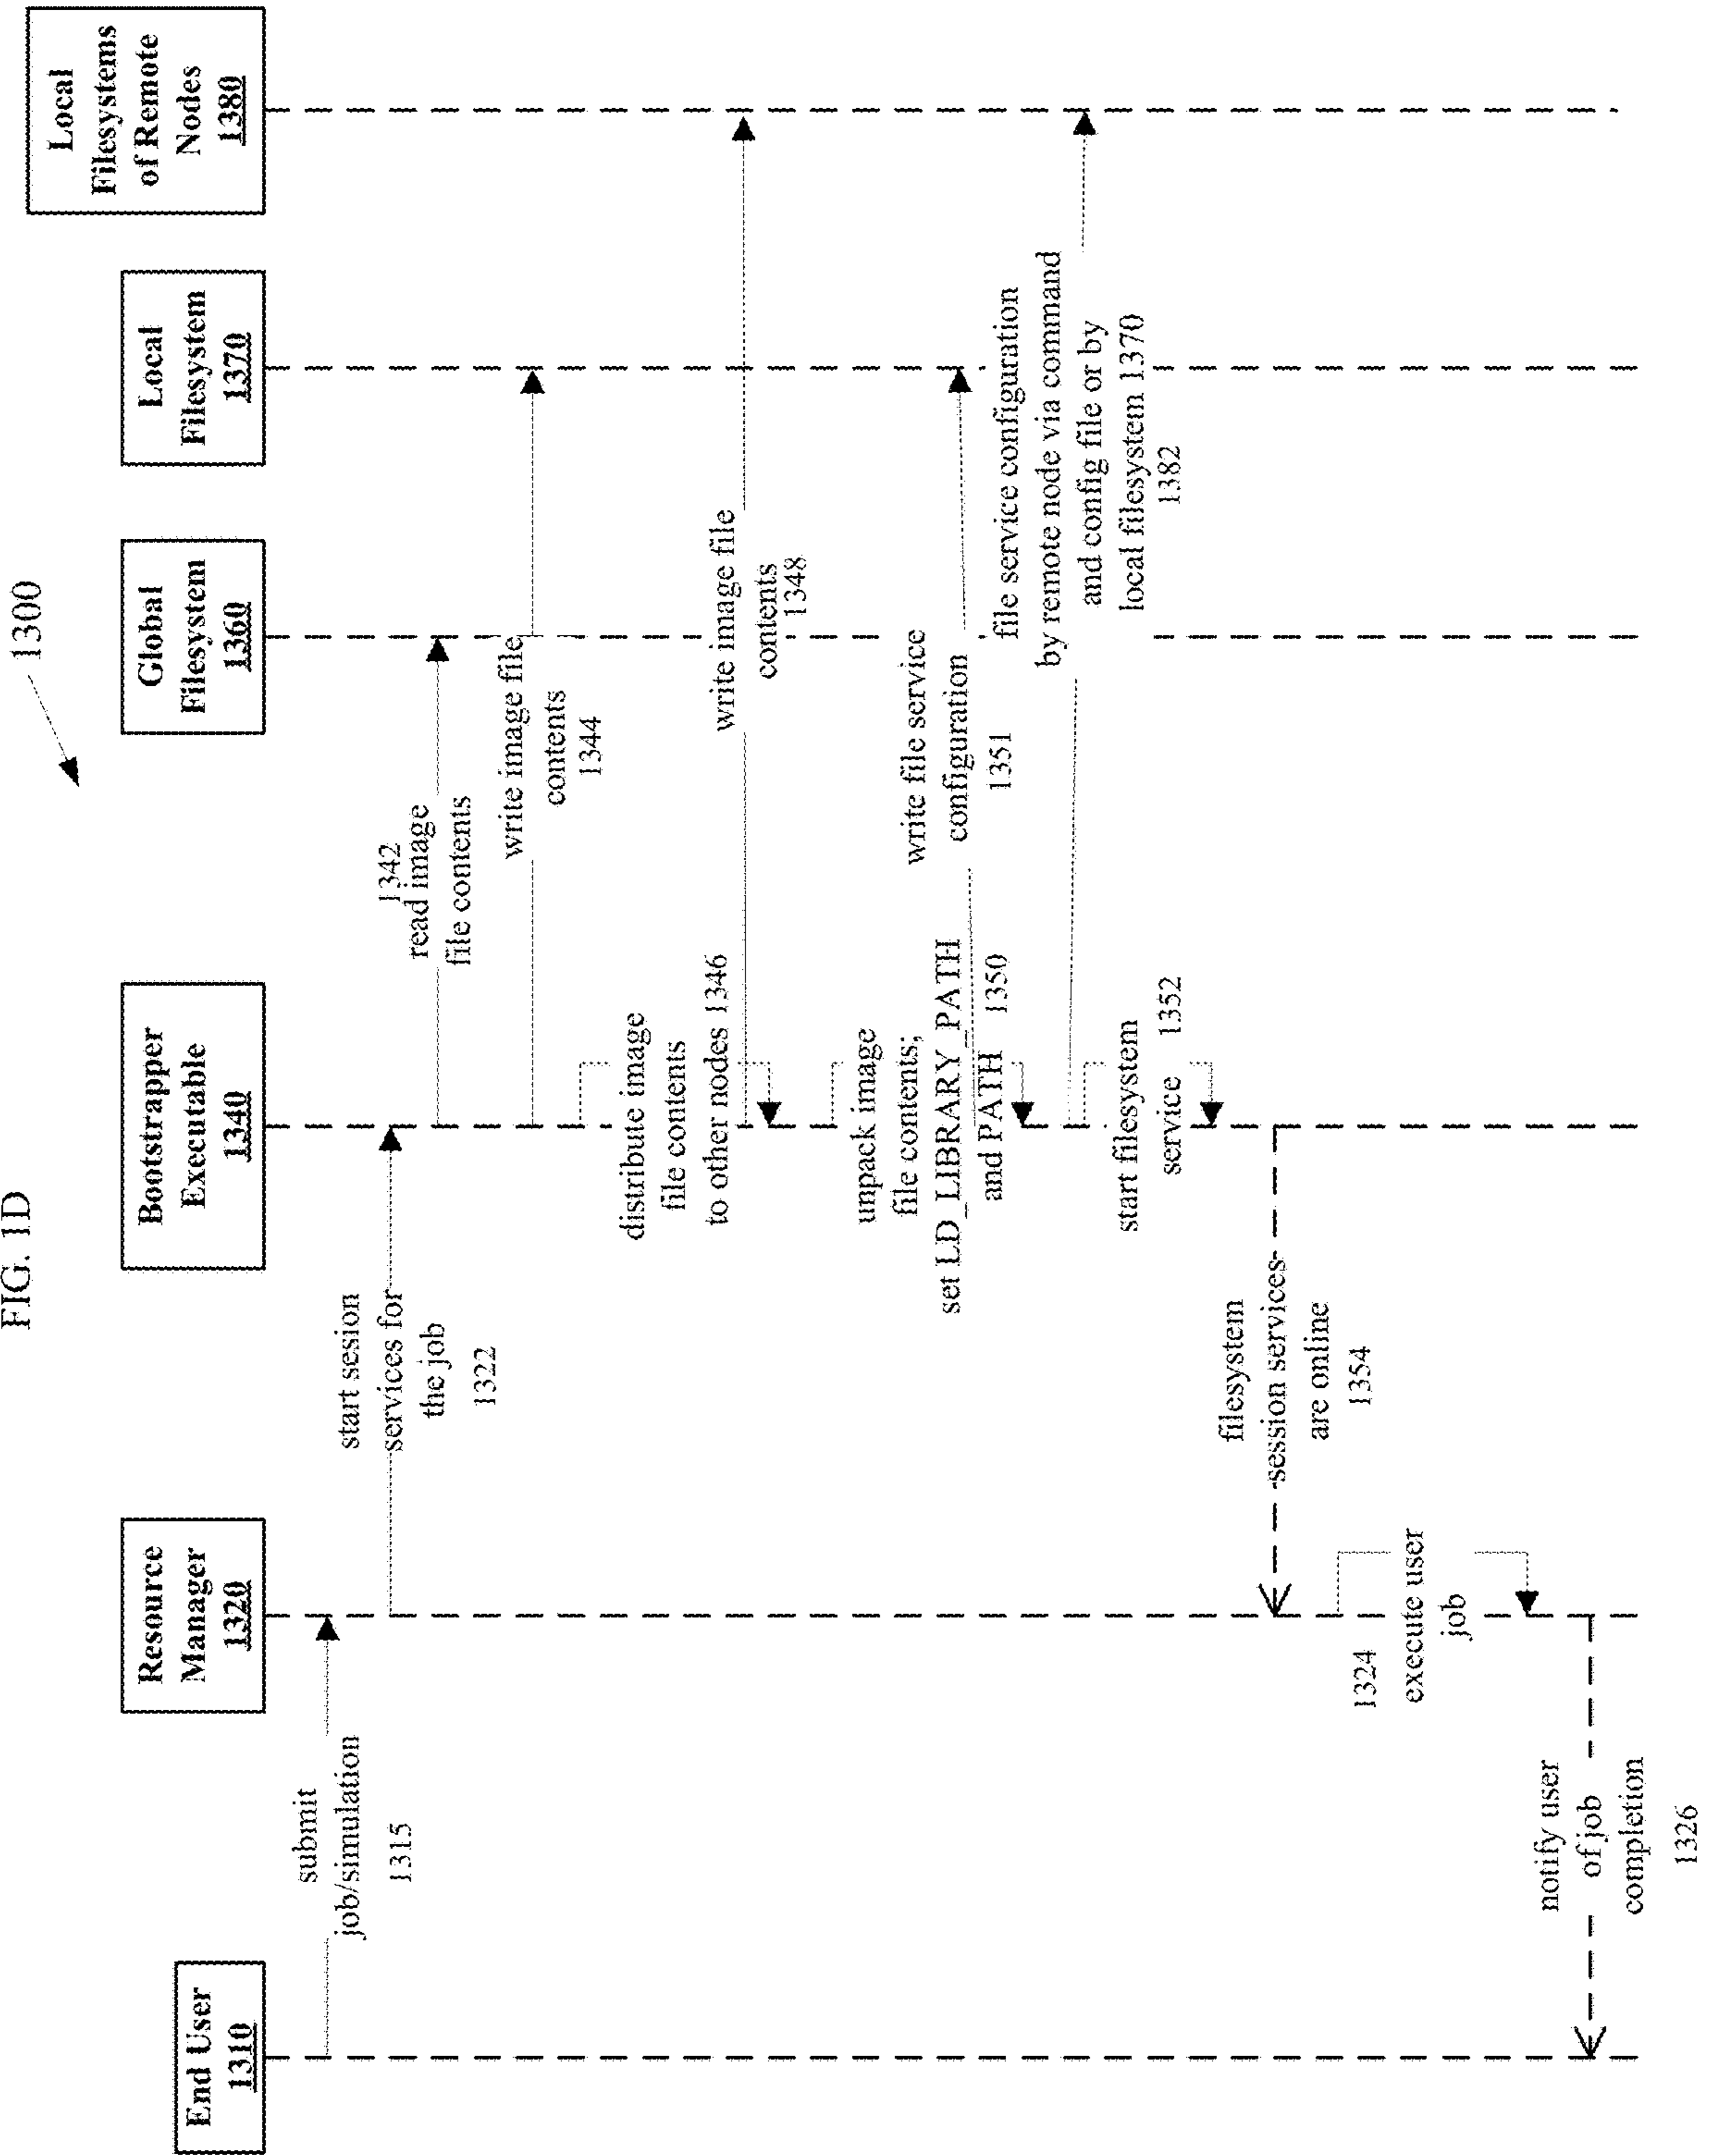 FIG. 1D
1300
End User
1310
Resource
Manager
1320
Bootstrapper
Executable
1340
Global
Filesystem
1360
Local
Filesystem
1370
Local
Filesystems
of Remote
Nodes
1380
submit
job/simulation
1315
start sesion
services for
the job
1322
1342
read image
file contents
write image file
contents
1344
distribute image
file contents
to other nodes 1346
write image file
contents
1348
unpack image
file contents;
set LD_LIBRARY_PATH
and PATH 1350
write file service
configuration
1351
file service configuration
by remote node via command
and config file or by
local filesystem 1370
1382
start filesystem
service 1352
filesystem
session services
are online
1354
1324
execute user
job
notify user
of job
completion
1326